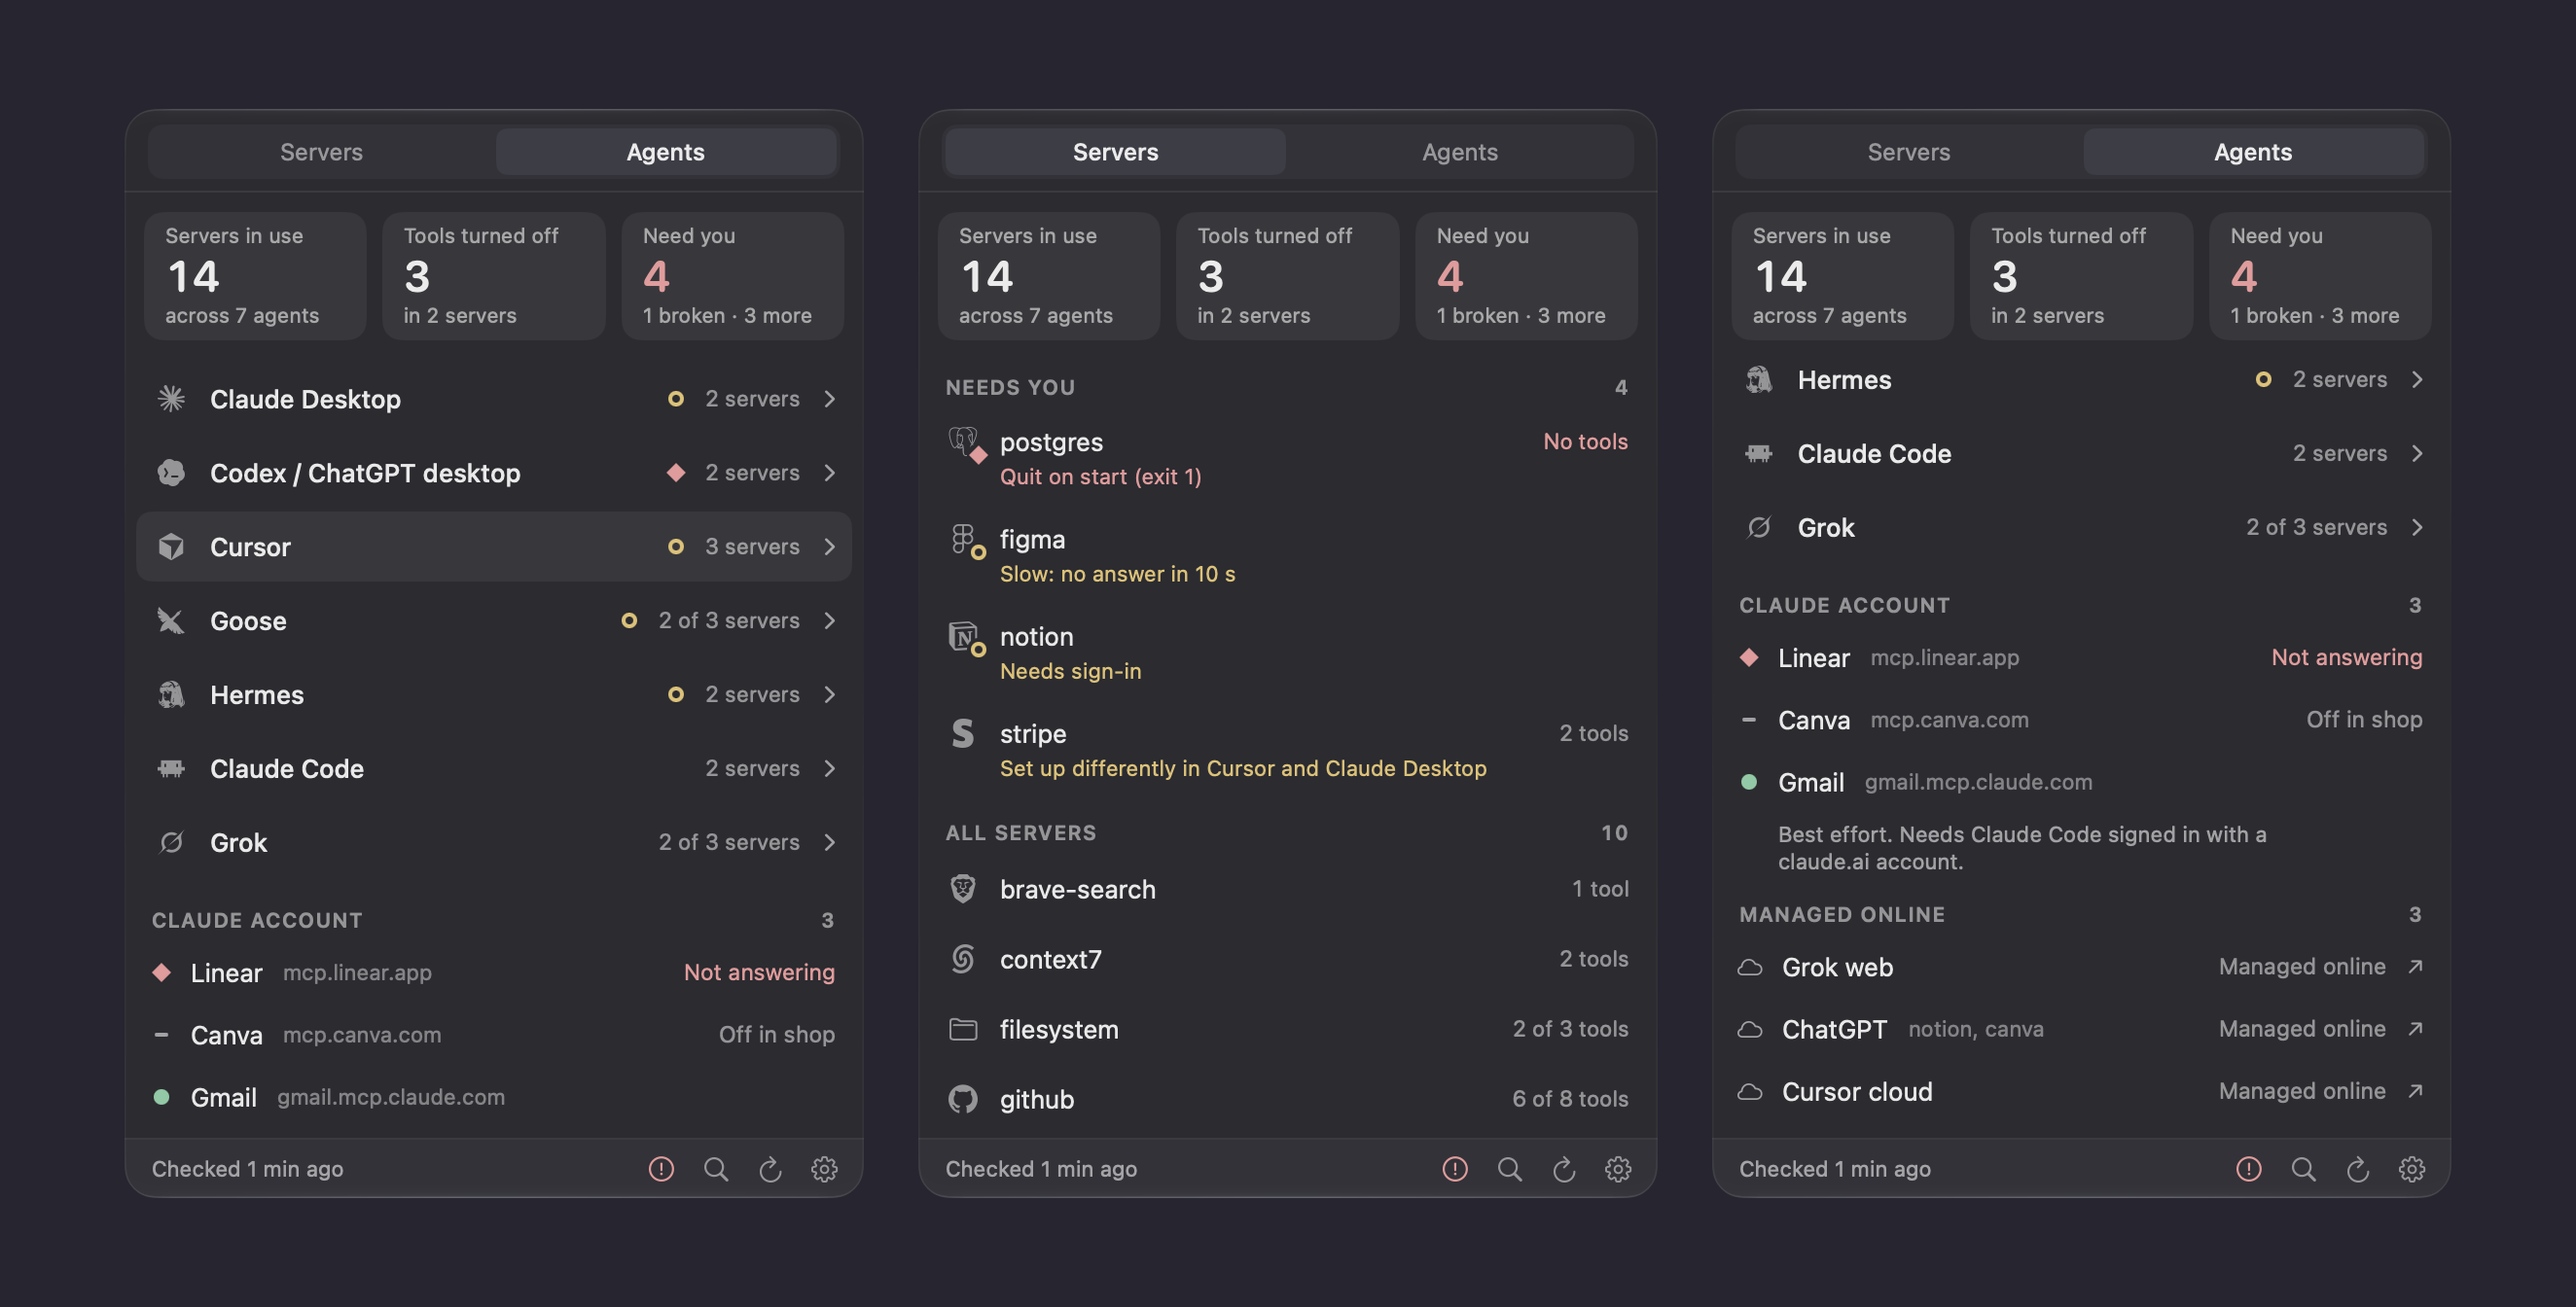 Servers Agents
Servers in use Tools turned off Need you
14 3 4
across 7 agents in 2 servers 1 broken · 3 more
Claude Desktop 2 servers
Codex / ChatGPT desktop 2 servers
Cursor 3 servers
Goose 2 of 3 servers
Hermes 2 servers
Claude Code 2 servers
Grok 2 of 3 servers
CLAUDE ACCOUNT 3
Linear mcp.linear.app Not answering
Canva mcp.canva.com Off in shop
Gmail gmail.mcp.claude.com
Checked 1 min ago
Servers Agents
Servers in use Tools turned off Need you
14 3 4
across 7 agents in 2 servers 1 broken · 3 more
NEEDS YOU 4
postgres No tools
Quit on start (exit 1)
figma
Slow: no answer in 10 s
notion
Needs sign-in
stripe 2 tools
Set up differently in Cursor and Claude Desktop
ALL SERVERS 10
brave-search 1 tool
context7 2 tools
filesystem 2 of 3 tools
github 6 of 8 tools
Checked 1 min ago
Servers Agents
Servers in use Tools turned off Need you
14 3 4
across 7 agents in 2 servers 1 broken · 3 more
Hermes 2 servers
Claude Code 2 servers
Grok 2 of 3 servers
CLAUDE ACCOUNT 3
Linear mcp.linear.app Not answering
Canva mcp.canva.com Off in shop
Gmail gmail.mcp.claude.com
Best effort. Needs Claude Code signed in with a
claude.ai account.
MANAGED ONLINE 3
Grok web Managed online
ChatGPT notion, canva Managed online
Cursor cloud Managed online
Checked 1 min ago